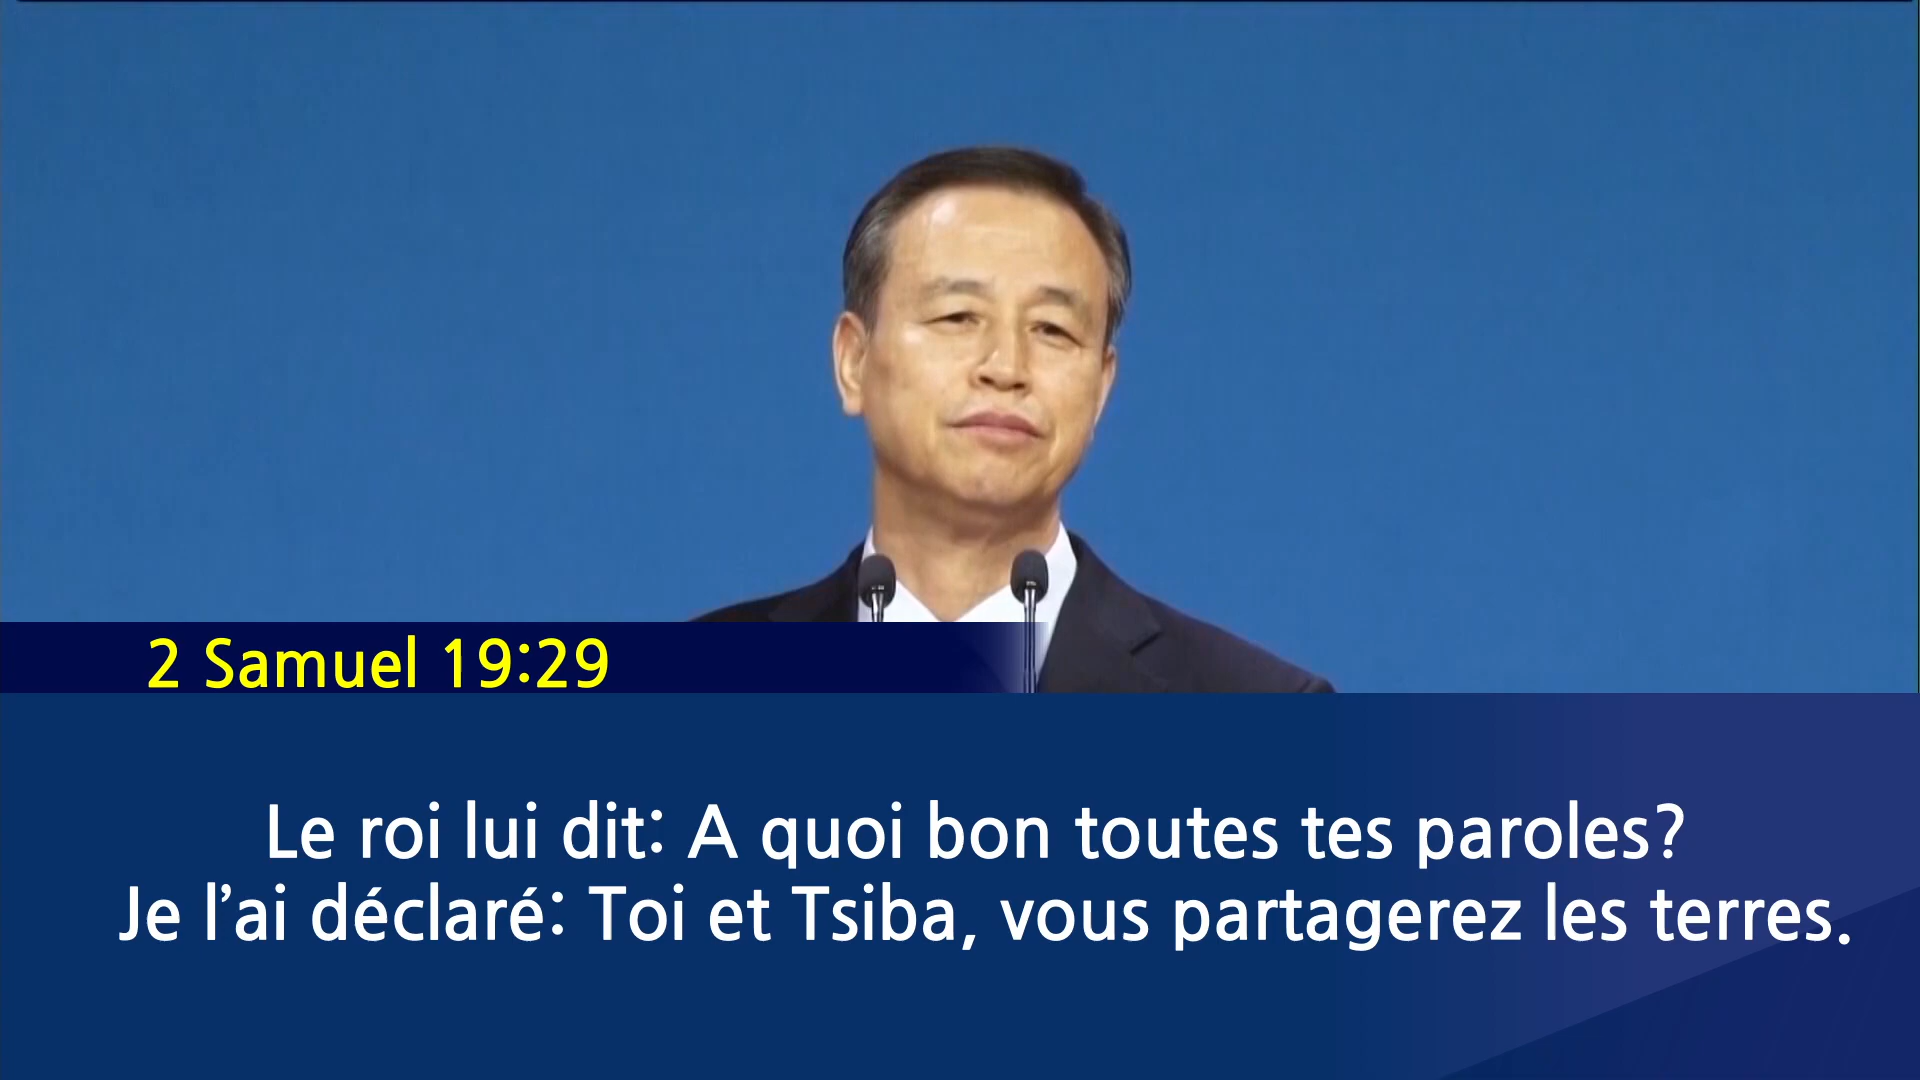 2 Samuel 19:29
Le roi lui dit: A quoi bon toutes tes paroles?
Je l’ai déclaré: Toi et Tsiba, vous partagerez les terres.